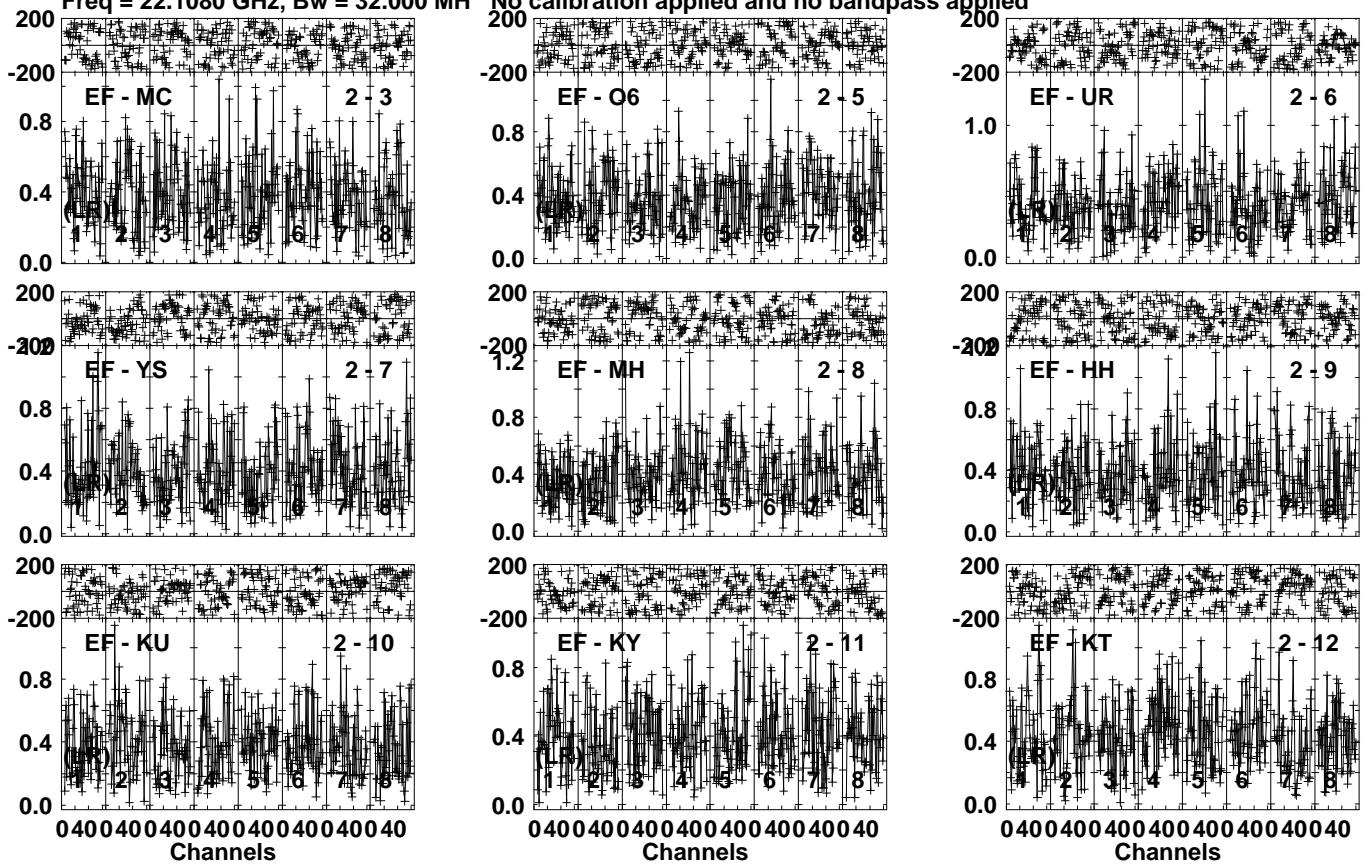 Freq = 22.1080 GHz, Bw = 32.000 MH No calibration applied and no bandpass applied
200 200 200
-200 -200 -200
EF - MC 2 - 3 EF - O6 2 - 5 EF - UR 2 - 6
0.8 0.8 1.0
0.4 0.4
(LR) (LR) (LR)
1 2 3 4 5 6 7 8 1 2 3 4 5 6 7 8 1 2 3 4 5 6 7 8
0.0 0.0 0.0
200 200 200
-200 -200 -200
1.2 1.2 1.2
EF - YS 2 - 7 EF - MH 2 - 8 EF - HH 2 - 9
0.8 0.8 0.8
0.4 0.4 0.4
(LR) (LR) (LR)
1 2 3 4 5 6 7 8 1 2 3 4 5 6 7 8 1 2 3 4 5 6 7 8
0.0 0.0 0.0
200 200 200
-200 -200 -200
EF - KU 2 - 10 EF - KY 2 - 11 EF - KT 2 - 12
0.8 0.8 0.8
0.4 0.4 0.4
(LR) (LR) (LR)
1 2 3 4 5 6 7 8 1 2 3 4 5 6 7 8 1 2 3 4 5 6 7 8
0.0 0.0 0.0
0 40 0 40 0 40 0 40 0 40 0 40 0 40 0 40 0 40 0 40 0 40 0 40 0 40 0 40 0 40 0 40 0 40 0 40 0 40 0 40 0 40 0 40 0 40 0 40
Channels Channels Channels